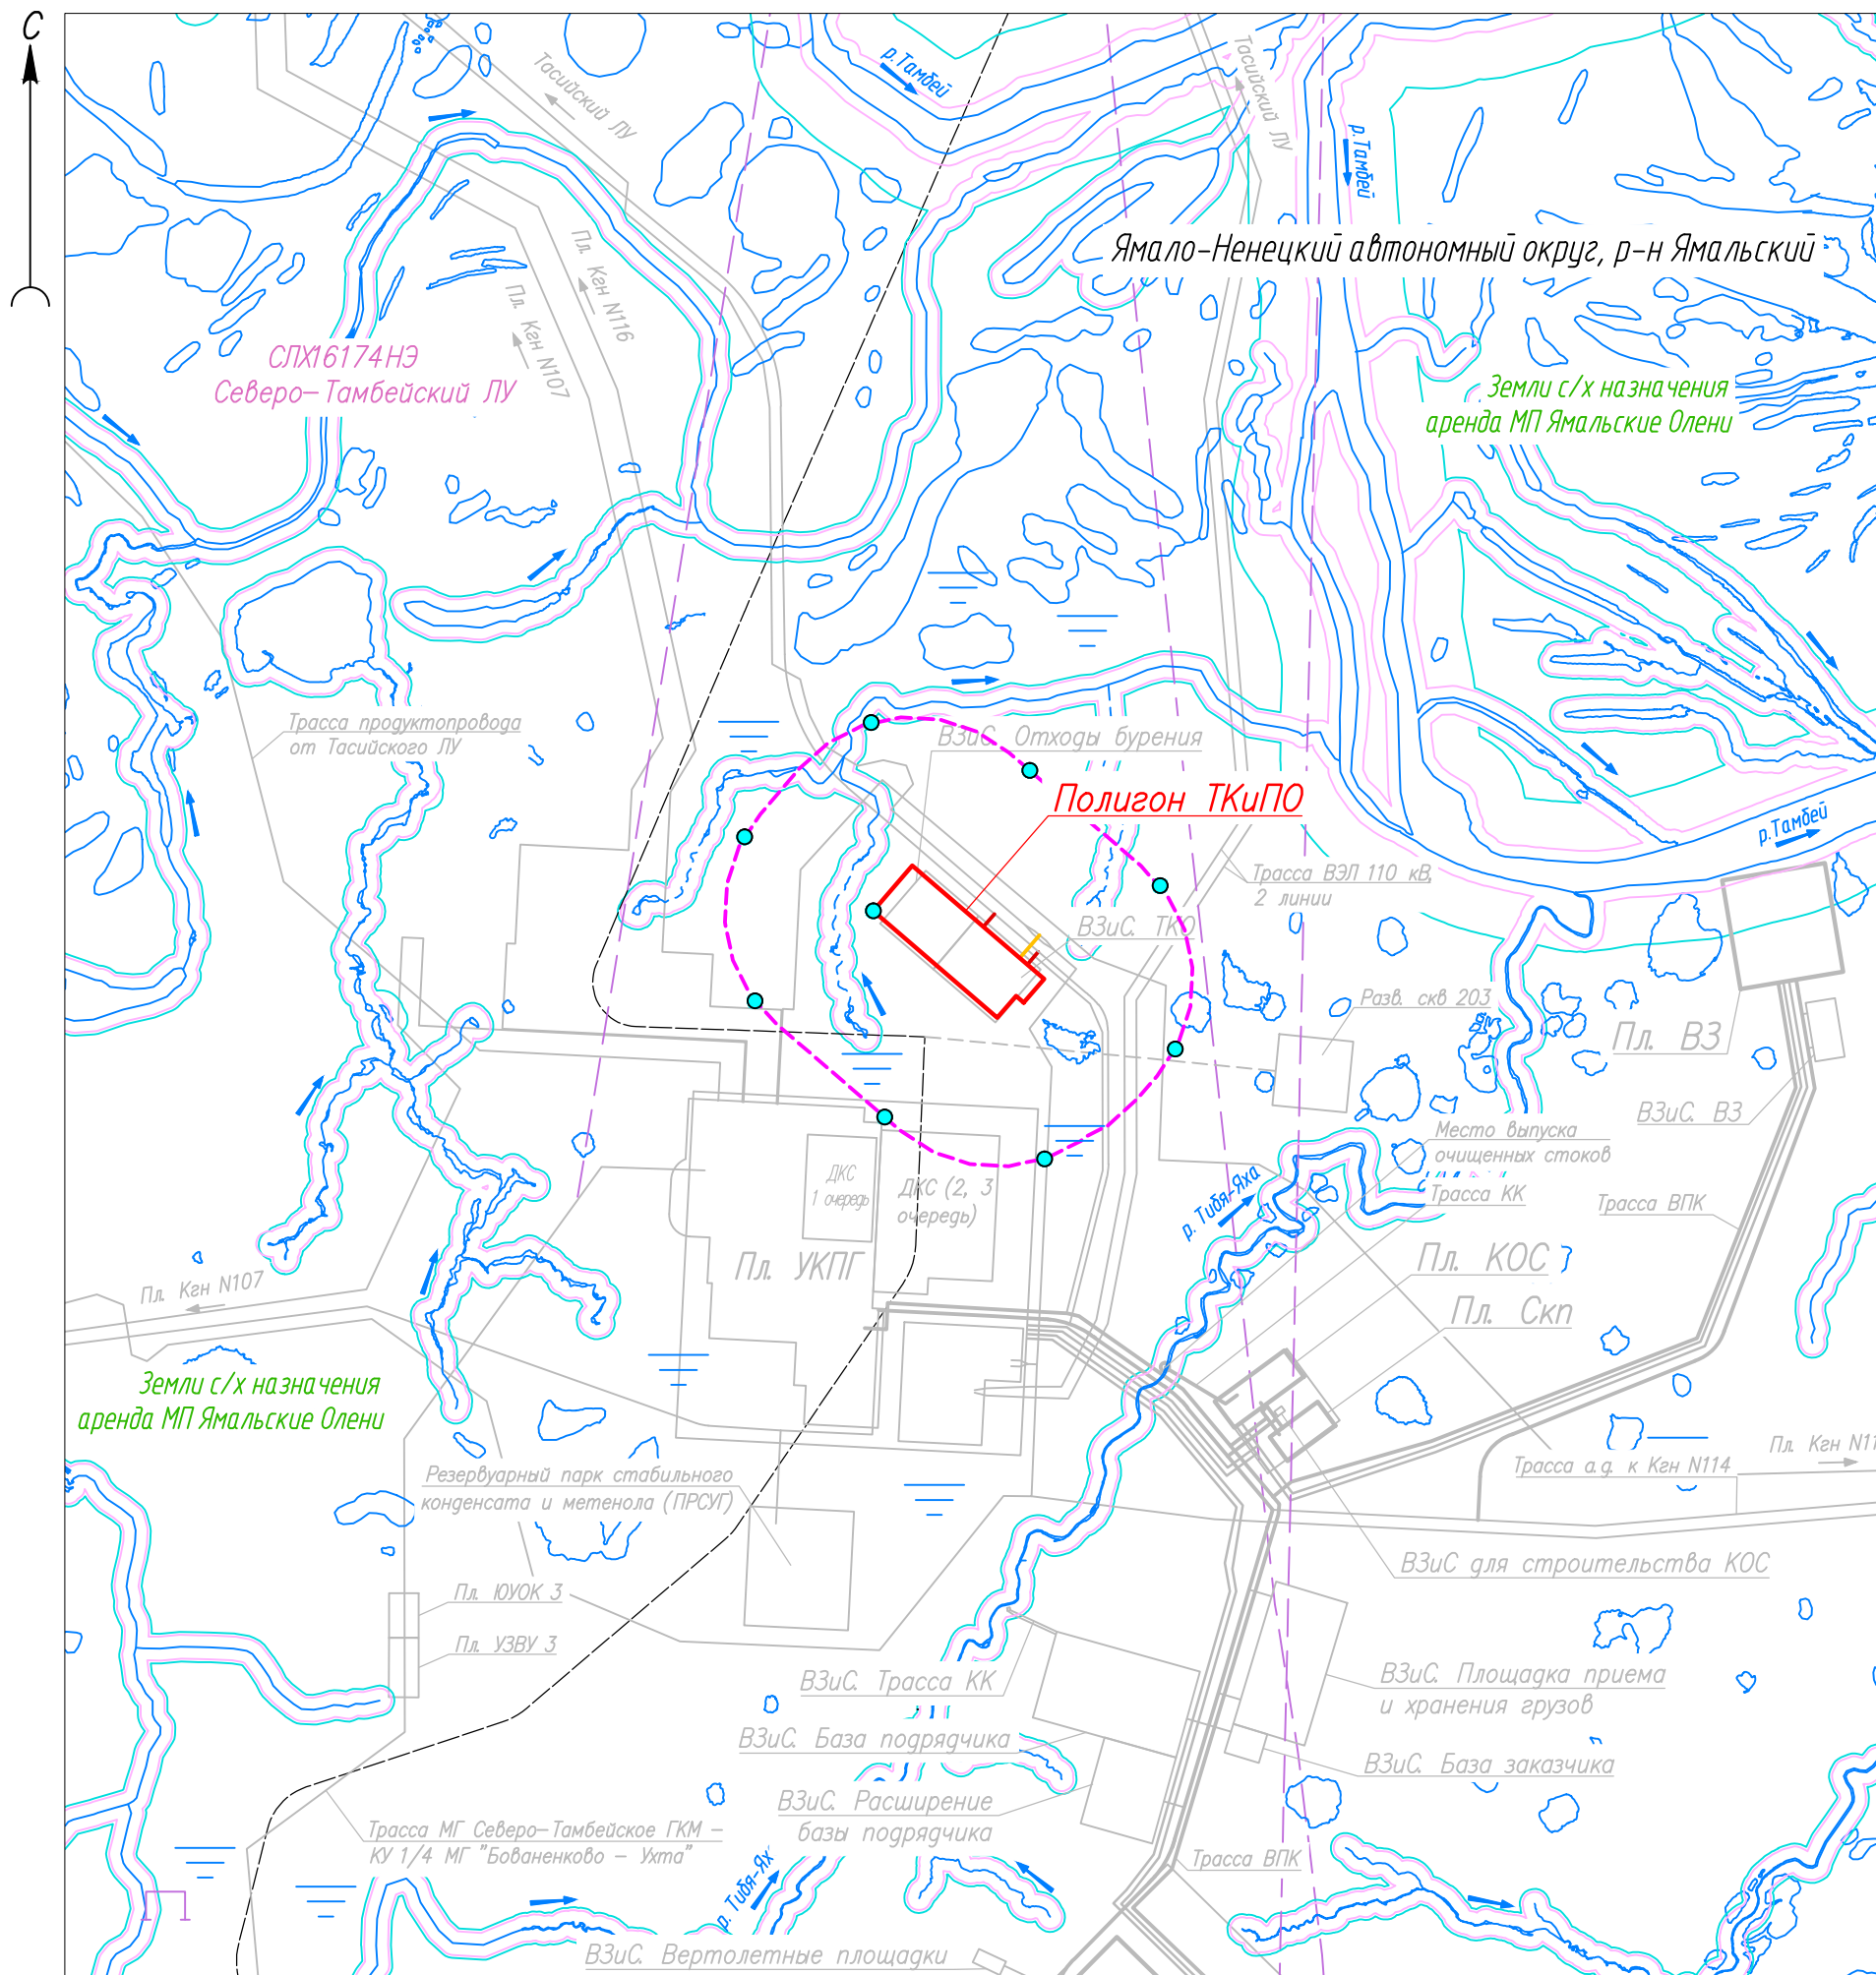 С
Тасийский ЛУ
р.Тамбей
Тасийский ЛУ
р.Тамбей
Ямало-Ненецкий автономный округ, р-н Ямальский
Пл. Кгн N116
Пл. Кгн N107
СЛХ16174НЭ
Северо-Тамбейский ЛУ
Земли с/х назначения
аренда МП Ямальские Олени
Трасса продуктопровода
от Тасийского ЛУ
ВЗиС. Отходы бурения
Полигон ТКиПО
р.Тамбей
Трасса ВЭЛ 110 кВ,
2 линии
ВЗиС. ТКО
Разв. скв 203
Пл. ВЗ
ВЗиС. ВЗ
Место выпуска
очищенных стоков
Трасса КК
Трасса ВПК
р. Тибя-Яха
ДКС
1 очередь
ДКС (2, 3
очередь)
Пл. УКПГ
Пл. КОС
Пл. Скп
Пл. Кгн N107
Земли с/х назначения
аренда МП Ямальские Олени
Резервуарный парк стабильного
конденсата и метенола (ПРСУГ)
Пл. Кгн N11
Трасса а.д. к Кгн N114
ВЗиС для строительства КОС
Пл. ЮУОК 3
Пл. УЗВУ 3
ВЗиС. Трасса КК
ВЗиС. Площадка приема
и хранения грузов
ВЗиС. База подрядчика
ВЗиС. База заказчика
ВЗиС. Расширение
базы подрядчика
Трасса МГ Северо-Тамбейское ГКМ -
КУ 1/4 МГ "Бованенково - Ухта"
Трасса ВПК
р. Тибя-Ях
ВЗиС. Вертолетные площадки